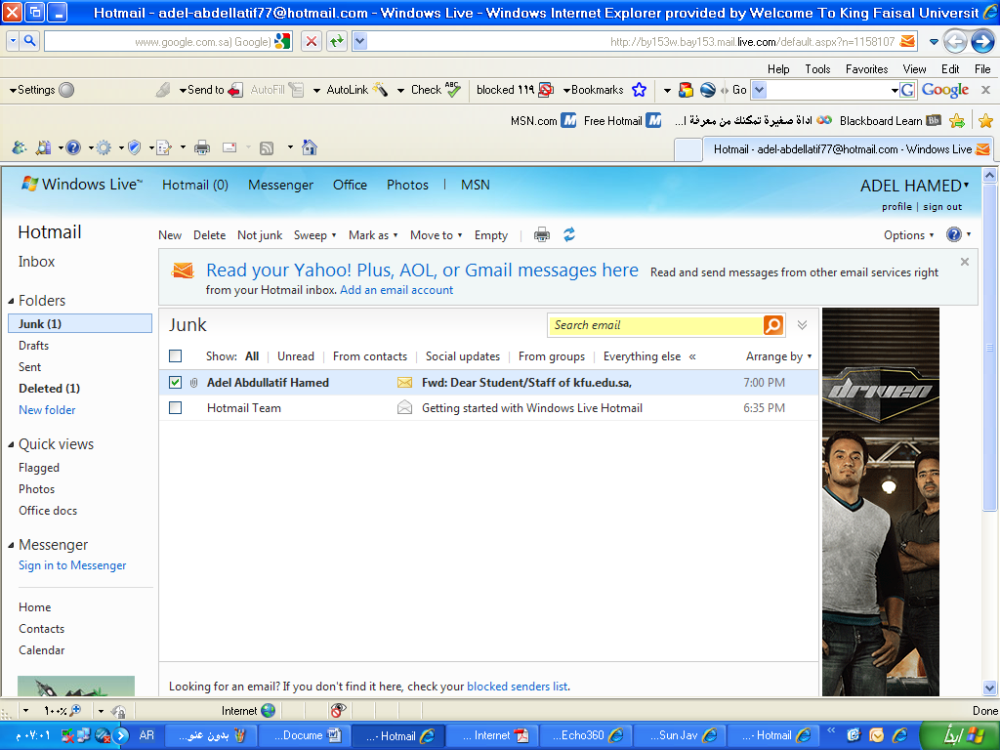 Hotmail - adel-abdellatif77@hotmail.com - Windows Live - Windows Internet Explorer provided by Welcome To King Faisal Universit
www.google.com.sa) Google) http://by153w.bay153.mail.live.com/default.aspx?n=1158107
Help Tools Favorites View Edit File
Settings Send to AutoFill AutoLink Check blocked ١١٩ Bookmarks Go Google
MSN.com Free Hotmail اداة صغيرة تمكنك من معرفة ا... Blackboard Learn
Hotmail - adel-abdellatif77@hotmail.com - Windows Live
Windows Live™ Hotmail (0) Messenger Office Photos | MSN ADEL HAMED
profile | sign out
Hotmail
New Delete Not junk Sweep Mark as Move to Empty Options
Inbox
Read your Yahoo! Plus, AOL, or Gmail messages here Read and send messages from other email services right
from your Hotmail inbox. Add an email account
Folders
Junk (1)
Drafts
Sent
Deleted (1)
New folder
Quick views
Flagged
Photos
Office docs
Messenger
Sign in to Messenger
Home
Contacts
Calendar
Junk Search email
Show: All Unread From contacts Social updates From groups Everything else « Arrange by
Adel Abdullatif Hamed Fwd: Dear Student/Staff of kfu.edu.sa, 7:00 PM
Hotmail Team Getting started with Windows Live Hotmail 6:35 PM
driven
Looking for an email? If you don't find it here, check your blocked senders list.
١٠٠% Internet Done
٠٧:٠١ م AR بدون عنو... ...Docume ...- Hotmail ...Internet ...Echo360 ...Sun Jav ...- Hotmail ابدأ